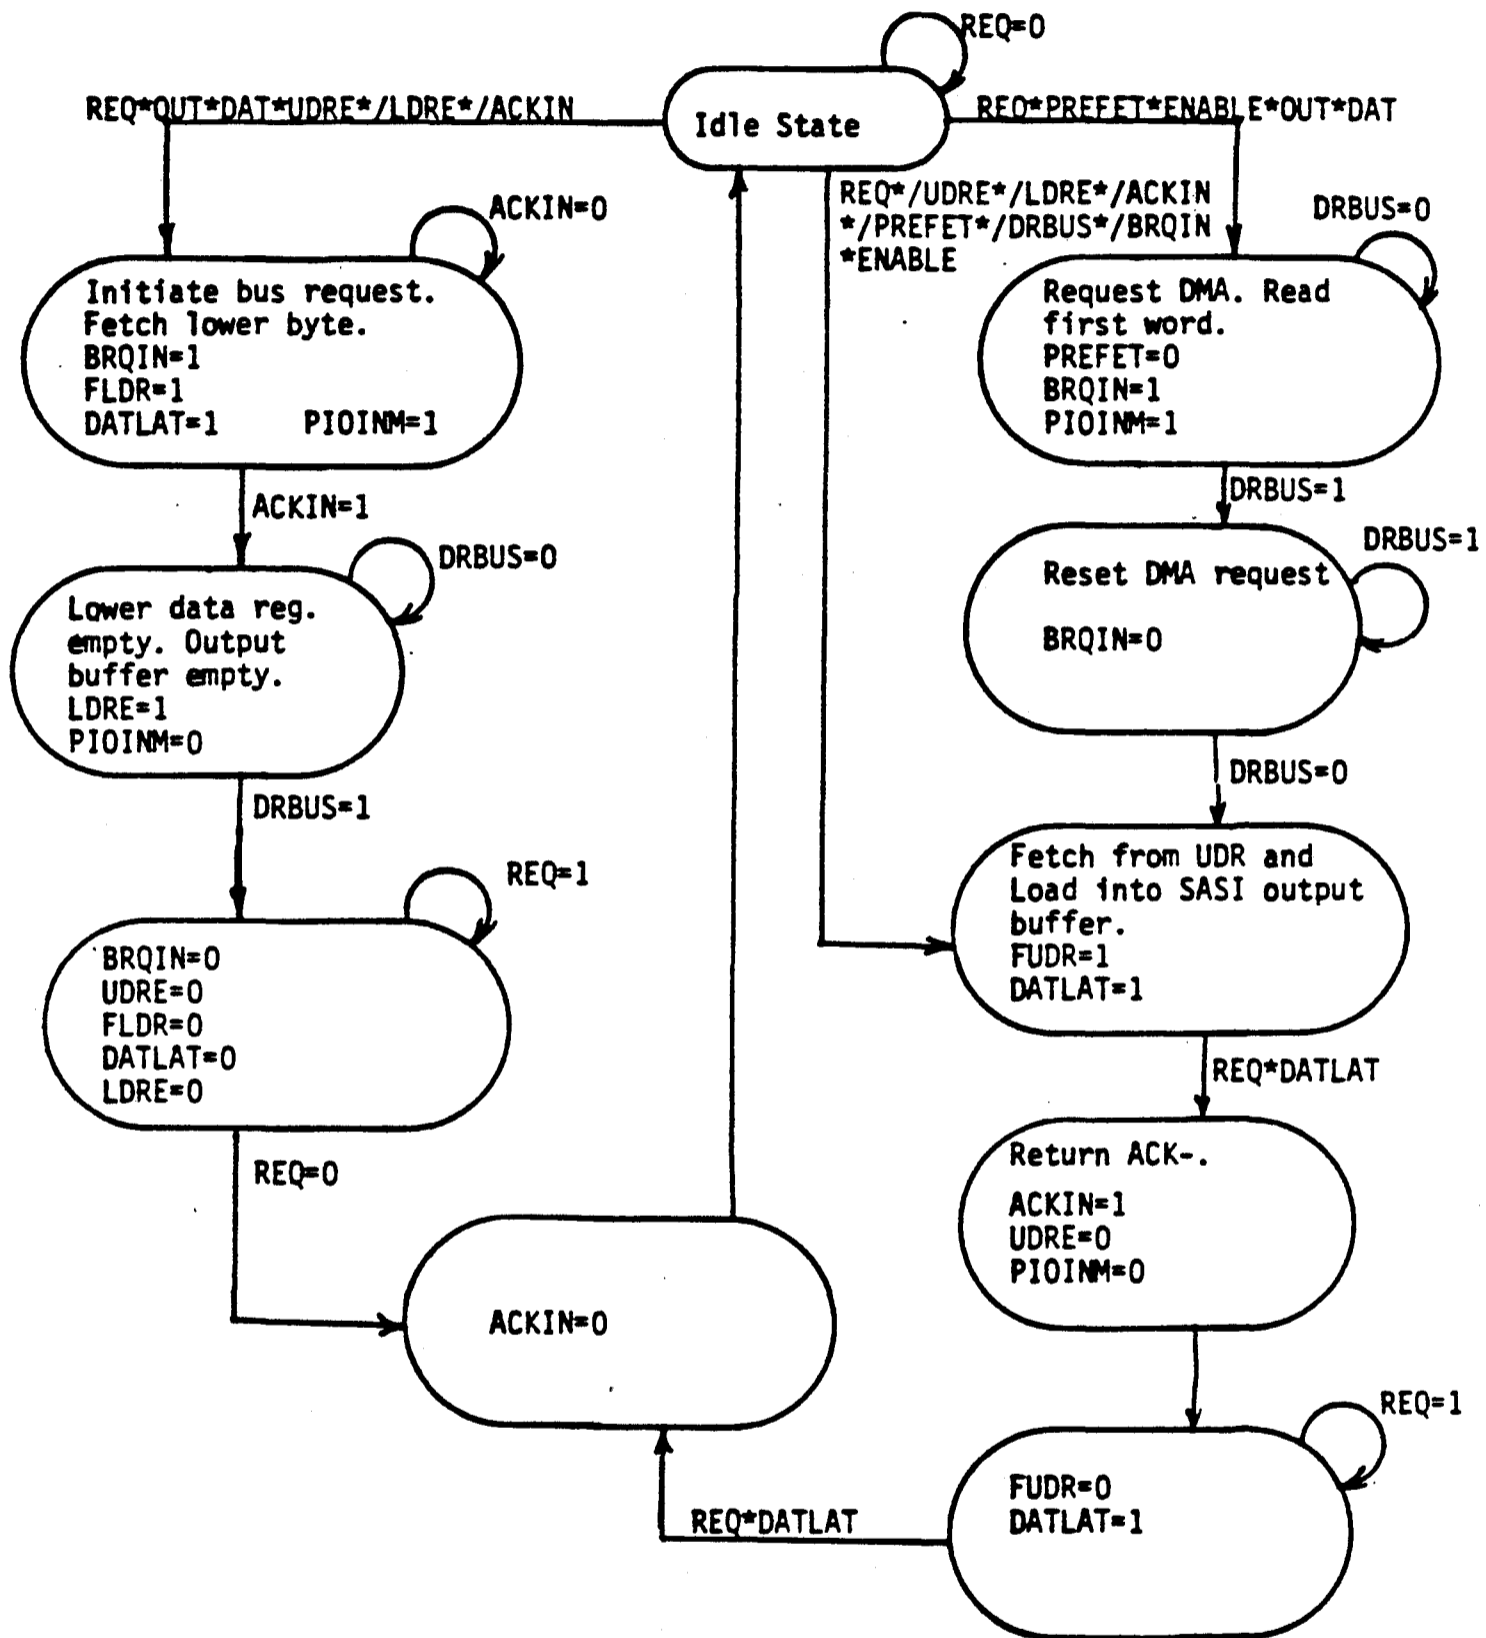 REQ=0
REQ*OUT*DAT*UDRE*/LDRE*/ACKIN
Idle State
REQ*PREFET*ENABLE*OUT*DAT
REQ*/UDRE*/LDRE*/ACKIN
*/PREFET*/DRBUS*/BRQIN
*ENABLE
ACKIN=0
DRBUS=0
Initiate bus request.
Fetch lower byte.
BRQIN=1
FLDR=1
DATLAT=1 PIOINM=1
Request DMA. Read
first word.
PREFET=0
BRQIN=1
PIOINM=1
ACKIN=1
DRBUS=1
DRBUS=0
Lower data reg.
empty. Output
buffer empty.
LDRE=1
PIOINM=0
DRBUS=1
Reset DMA request
BRQIN=0
DRBUS=1
DRBUS=0
REQ=1
BRQIN=0
UDRE=0
FLDR=0
DATLAT=0
LDRE=0
Fetch from UDR and
Load into SASI output
buffer.
FUDR=1
DATLAT=1
REQ*DATLAT
REQ=0
Return ACK-.
ACKIN=1
UDRE=0
PIOINM=0
ACKIN=0
REQ=1
FUDR=0
DATLAT=1
REQ*DATLAT